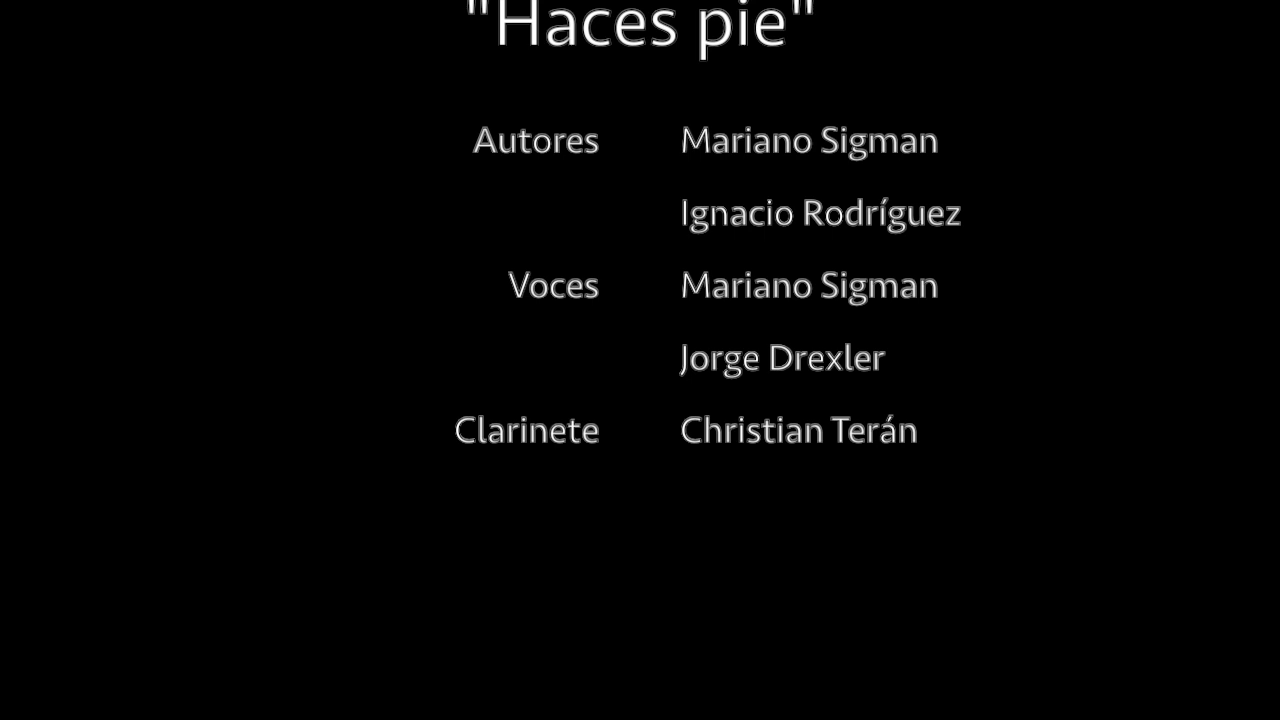 "Haces pie"
Autores Mariano Sigman
Ignacio Rodríguez
Voces Mariano Sigman
Jorge Drexler
Clarinete Christian Terán